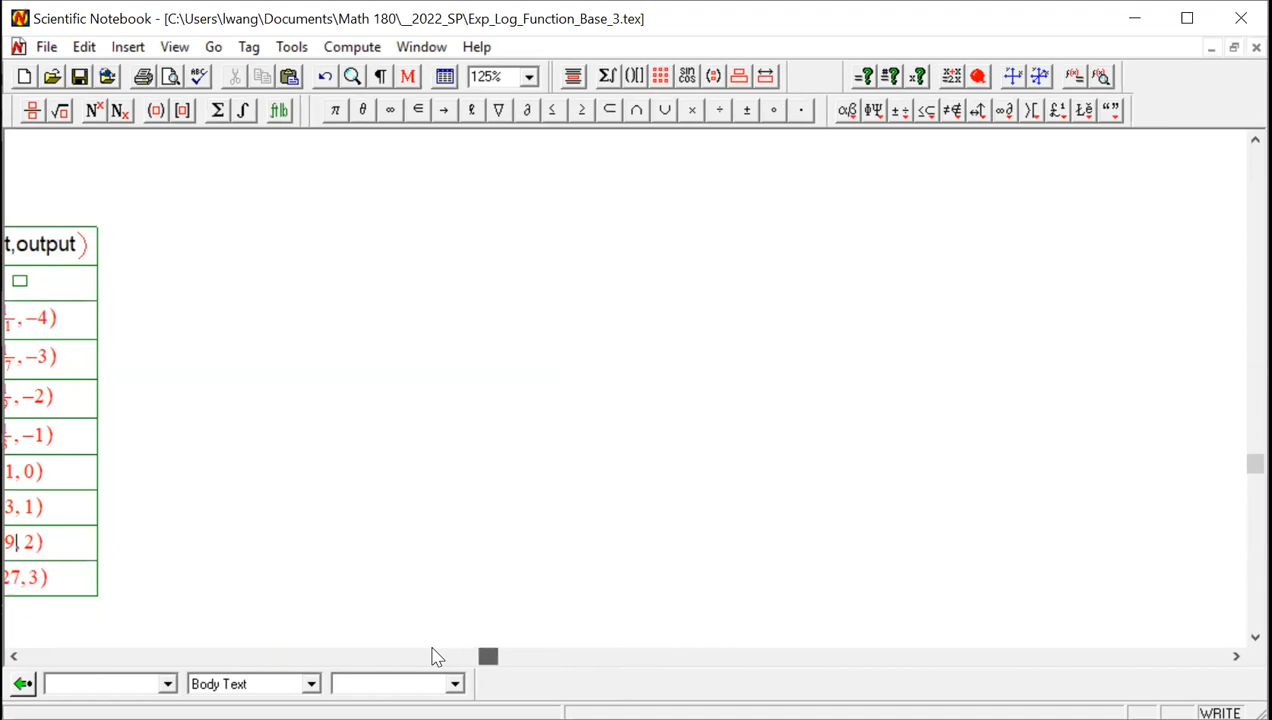 Scientific Notebook - [C:\Users\lwang\Documents\Math 180\__2022_SP\Exp_Log_Function_Base_3.tex]
File Edit Insert View Go Tag Tools Compute Window Help
125%
π θ ∞ ∈ → ℓ ∇ ∂ ≤ ≥ ⊂ ∩ ∪ × ÷ ± ∘ ·
t,output)
, −4)
, −3)
, −2)
, −1)
1, 0)
3, 1)
9, 2)
27, 3)
Body Text
WRITE